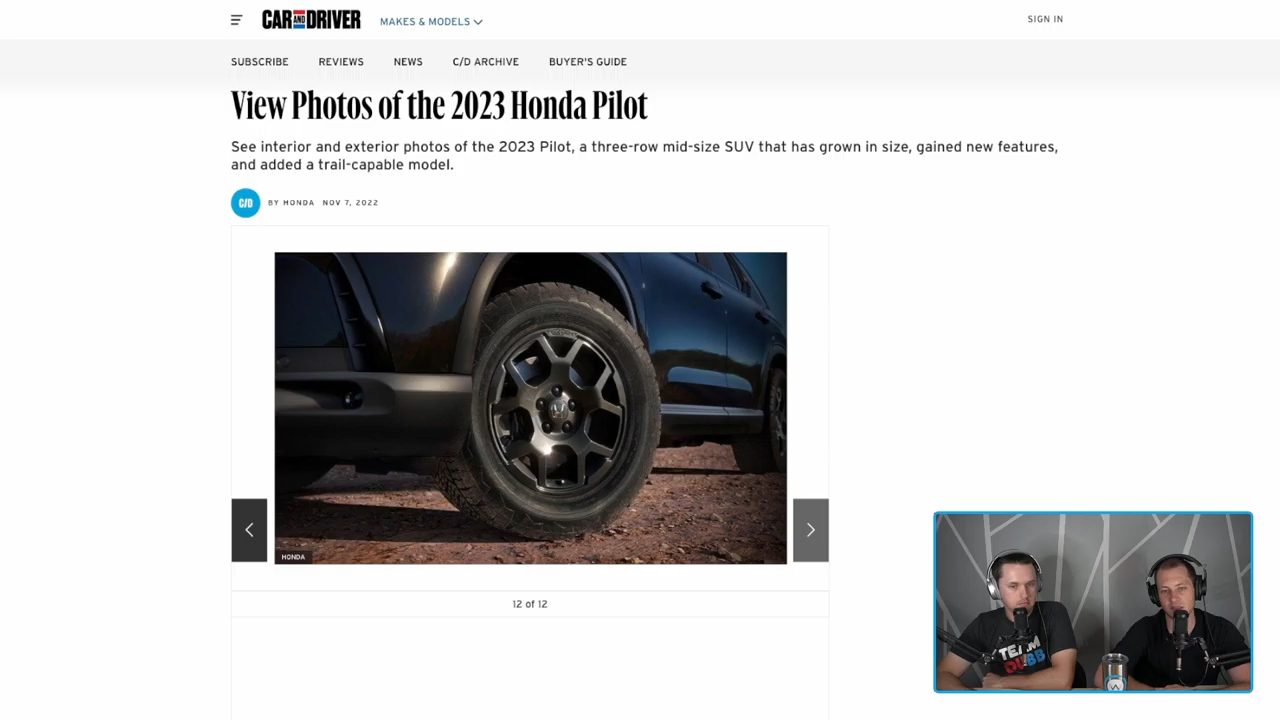 CAR AND DRIVER
MAKES & MODELS
SIGN IN
SUBSCRIBE
REVIEWS
NEWS
C/D ARCHIVE
BUYER'S GUIDE
View Photos of the 2023 Honda Pilot
See interior and exterior photos of the 2023 Pilot, a three-row mid-size SUV that has grown in size, gained new features,
and added a trail-capable model.
C/D
BY HONDA NOV 7, 2022
HONDA
12 of 12
TEAM
DUBB